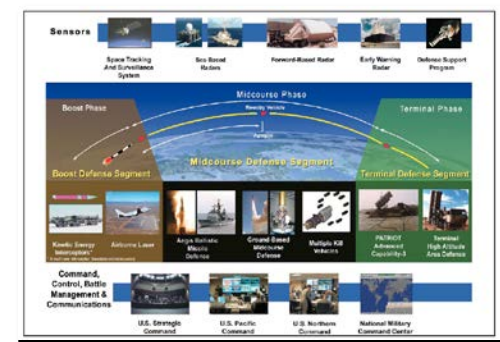 Sensors
Space Tracking
And Surveillance
System
Sea-Based
Radars
Forward-Based Radar
Early Warning
Radar
Defense Support
Program
Midcourse Phase
Boost Phase
Reentry Vehicle
Terminal Phase
Boost Defense Segment
Midcourse Defense Segment
Terminal Defense Segment
Kinetic Energy
Interceptors*
Airborne Laser
Aegis Ballistic
Missile
Defense
Ground-Based
Midcourse
Defense
Multiple Kill
Vehicles
PATRIOT
Advanced
Capability-3
Terminal
High Altitude
Area Defense
Command,
Control, Battle
Management &
Communications
U.S. Strategic
Command
U.S. Pacific
Command
U.S. Northern
Command
National Military
Command Center